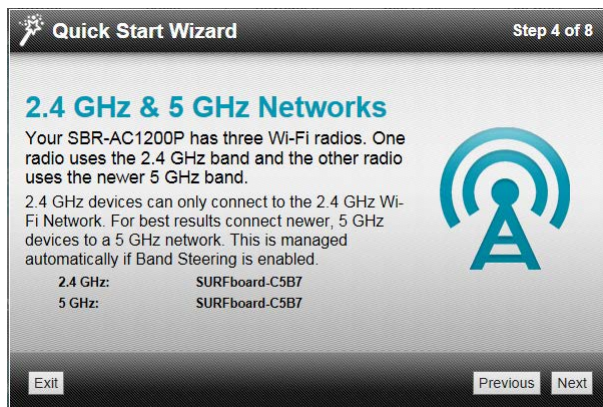 Quick Start Wizard Step 4 of 8
2.4 GHz & 5 GHz Networks
Your SBR-AC1200P has three Wi-Fi radios. One
radio uses the 2.4 GHz band and the other radio
uses the newer 5 GHz band.
2.4 GHz devices can only connect to the 2.4 GHz Wi-
Fi Network. For best results connect newer, 5 GHz
devices to a 5 GHz network. This is managed
automatically if Band Steering is enabled.
2.4 GHz: SURFboard-C5B7
5 GHz: SURFboard-C5B7
Exit Previous Next